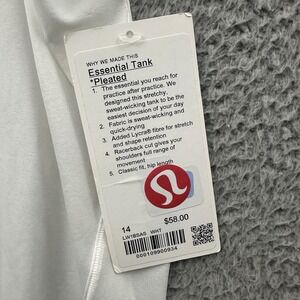 WHY WE MADE THIS
Essential Tank
*Pleated
1. The essential you reach for
practice after practice. We
designed this stretchy,
sweat-wicking tank to be the
easiest decision of your day
2. Fabric is sweat-wicking and
quick-drying
3. Added Lycra® fibre for stretch
and shape retention
4. Racerback cut gives your
shoulders full range of
movement
5. Classic fit, hip length
14
$58.00
LW1BSAS WHT
000109900934